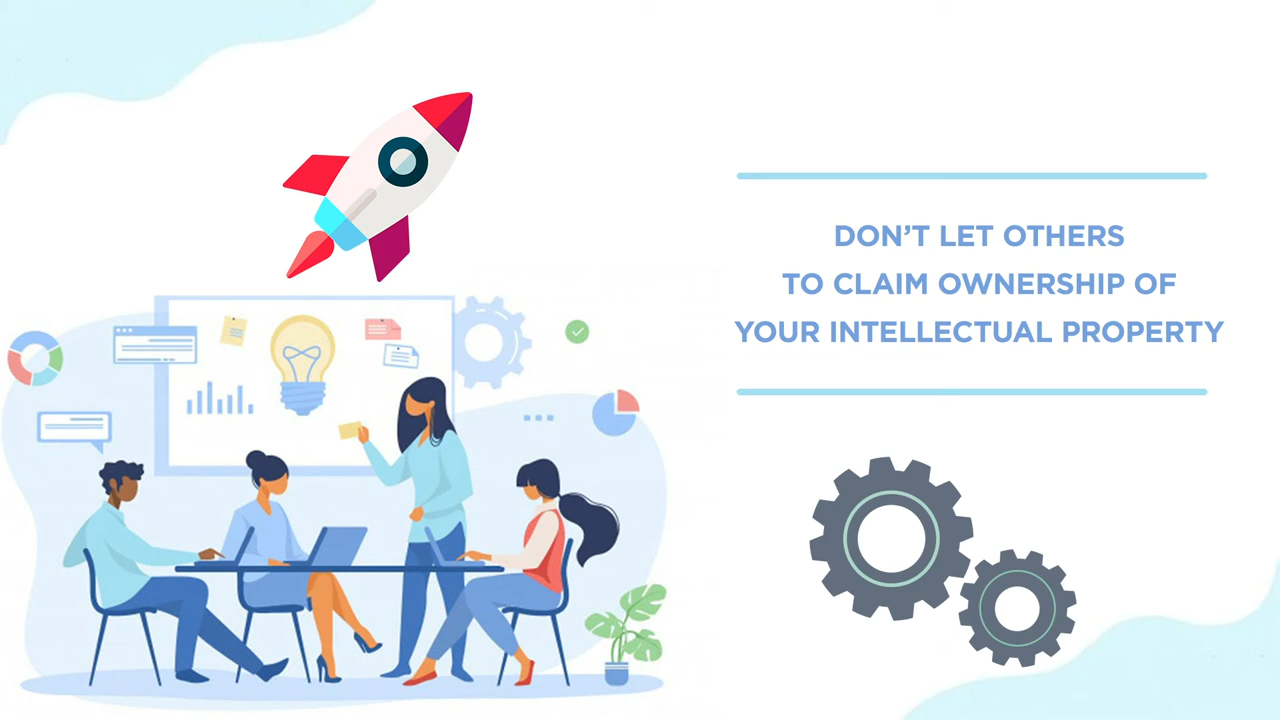 DON’T LET OTHERS
TO CLAIM OWNERSHIP OF
YOUR INTELLECTUAL PROPERTY